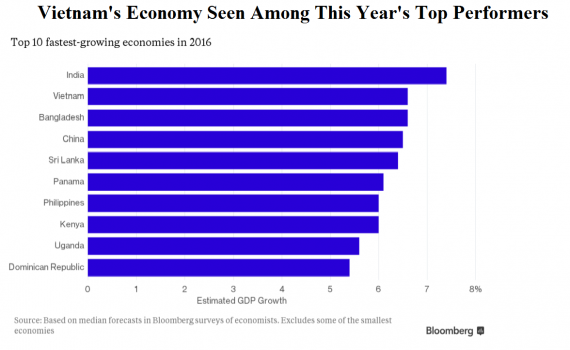 Vietnam's Economy Seen Among This Year's Top Performers
Top 10 fastest-growing economies in 2016
India
Vietnam
Bangladesh
China
Sri Lanka
Panama
Philippines
Kenya
Uganda
Dominican Republic
0 1 2 3 4 5 6 7 8%
Estimated GDP Growth
Source: Based on median forecasts in Bloomberg surveys of economists. Excludes some of the smallest
economies
Bloomberg